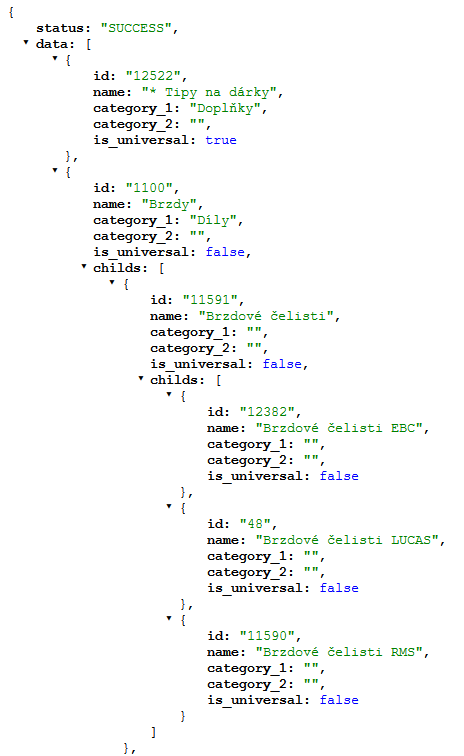 {
status: "SUCCESS",
data: [
{
id: "12522",
name: "* Tipy na dárky",
category_1: "Doplňky",
category_2: "",
is_universal: true
},
{
id: "1100",
name: "Brzdy",
category_1: "Díly",
category_2: "",
is_universal: false,
childs: [
{
id: "11591",
name: "Brzdové čelisti",
category_1: "",
category_2: "",
is_universal: false,
childs: [
{
id: "12382",
name: "Brzdové čelisti EBC",
category_1: "",
category_2: "",
is_universal: false
},
{
id: "48",
name: "Brzdové čelisti LUCAS",
category_1: "",
category_2: "",
is_universal: false
},
{
id: "11590",
name: "Brzdové čelisti RMS",
category_1: "",
category_2: "",
is_universal: false
}
]
},